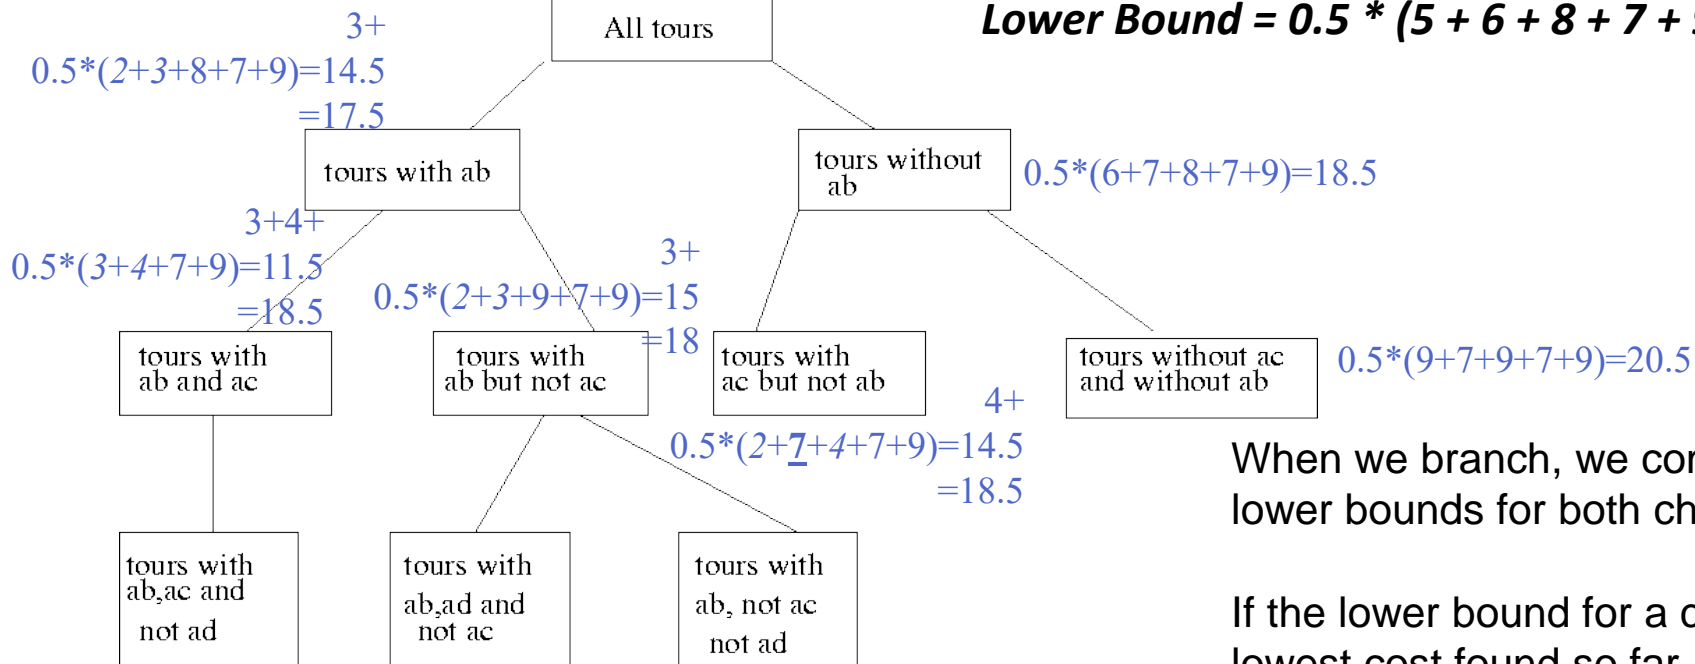 Lower Bound = 0.5 * (5 + 6 + 8 + 7 +
All tours
3+
0.5*(2+3+8+7+9)=14.5
=17.5
tours with ab
tours without
ab
0.5*(6+7+8+7+9)=18.5
3+4+
0.5*(3+4+7+9)=11.5
=18.5
3+
0.5*(2+3+9+7+9)=15
=18
tours with
ab and ac
tours with
ab but not ac
tours with
ac but not ab
tours without ac
and without ab
0.5*(9+7+9+7+9)=20.5
4+
0.5*(2+7+4+7+9)=14.5
=18.5
When we branch, we
lower bounds for both
If the lower bound for a
lowest cost found so far
tours with
ab,ac and
not ad
tours with
ab,ad and
not ac
tours with
ab, not ac
not ad